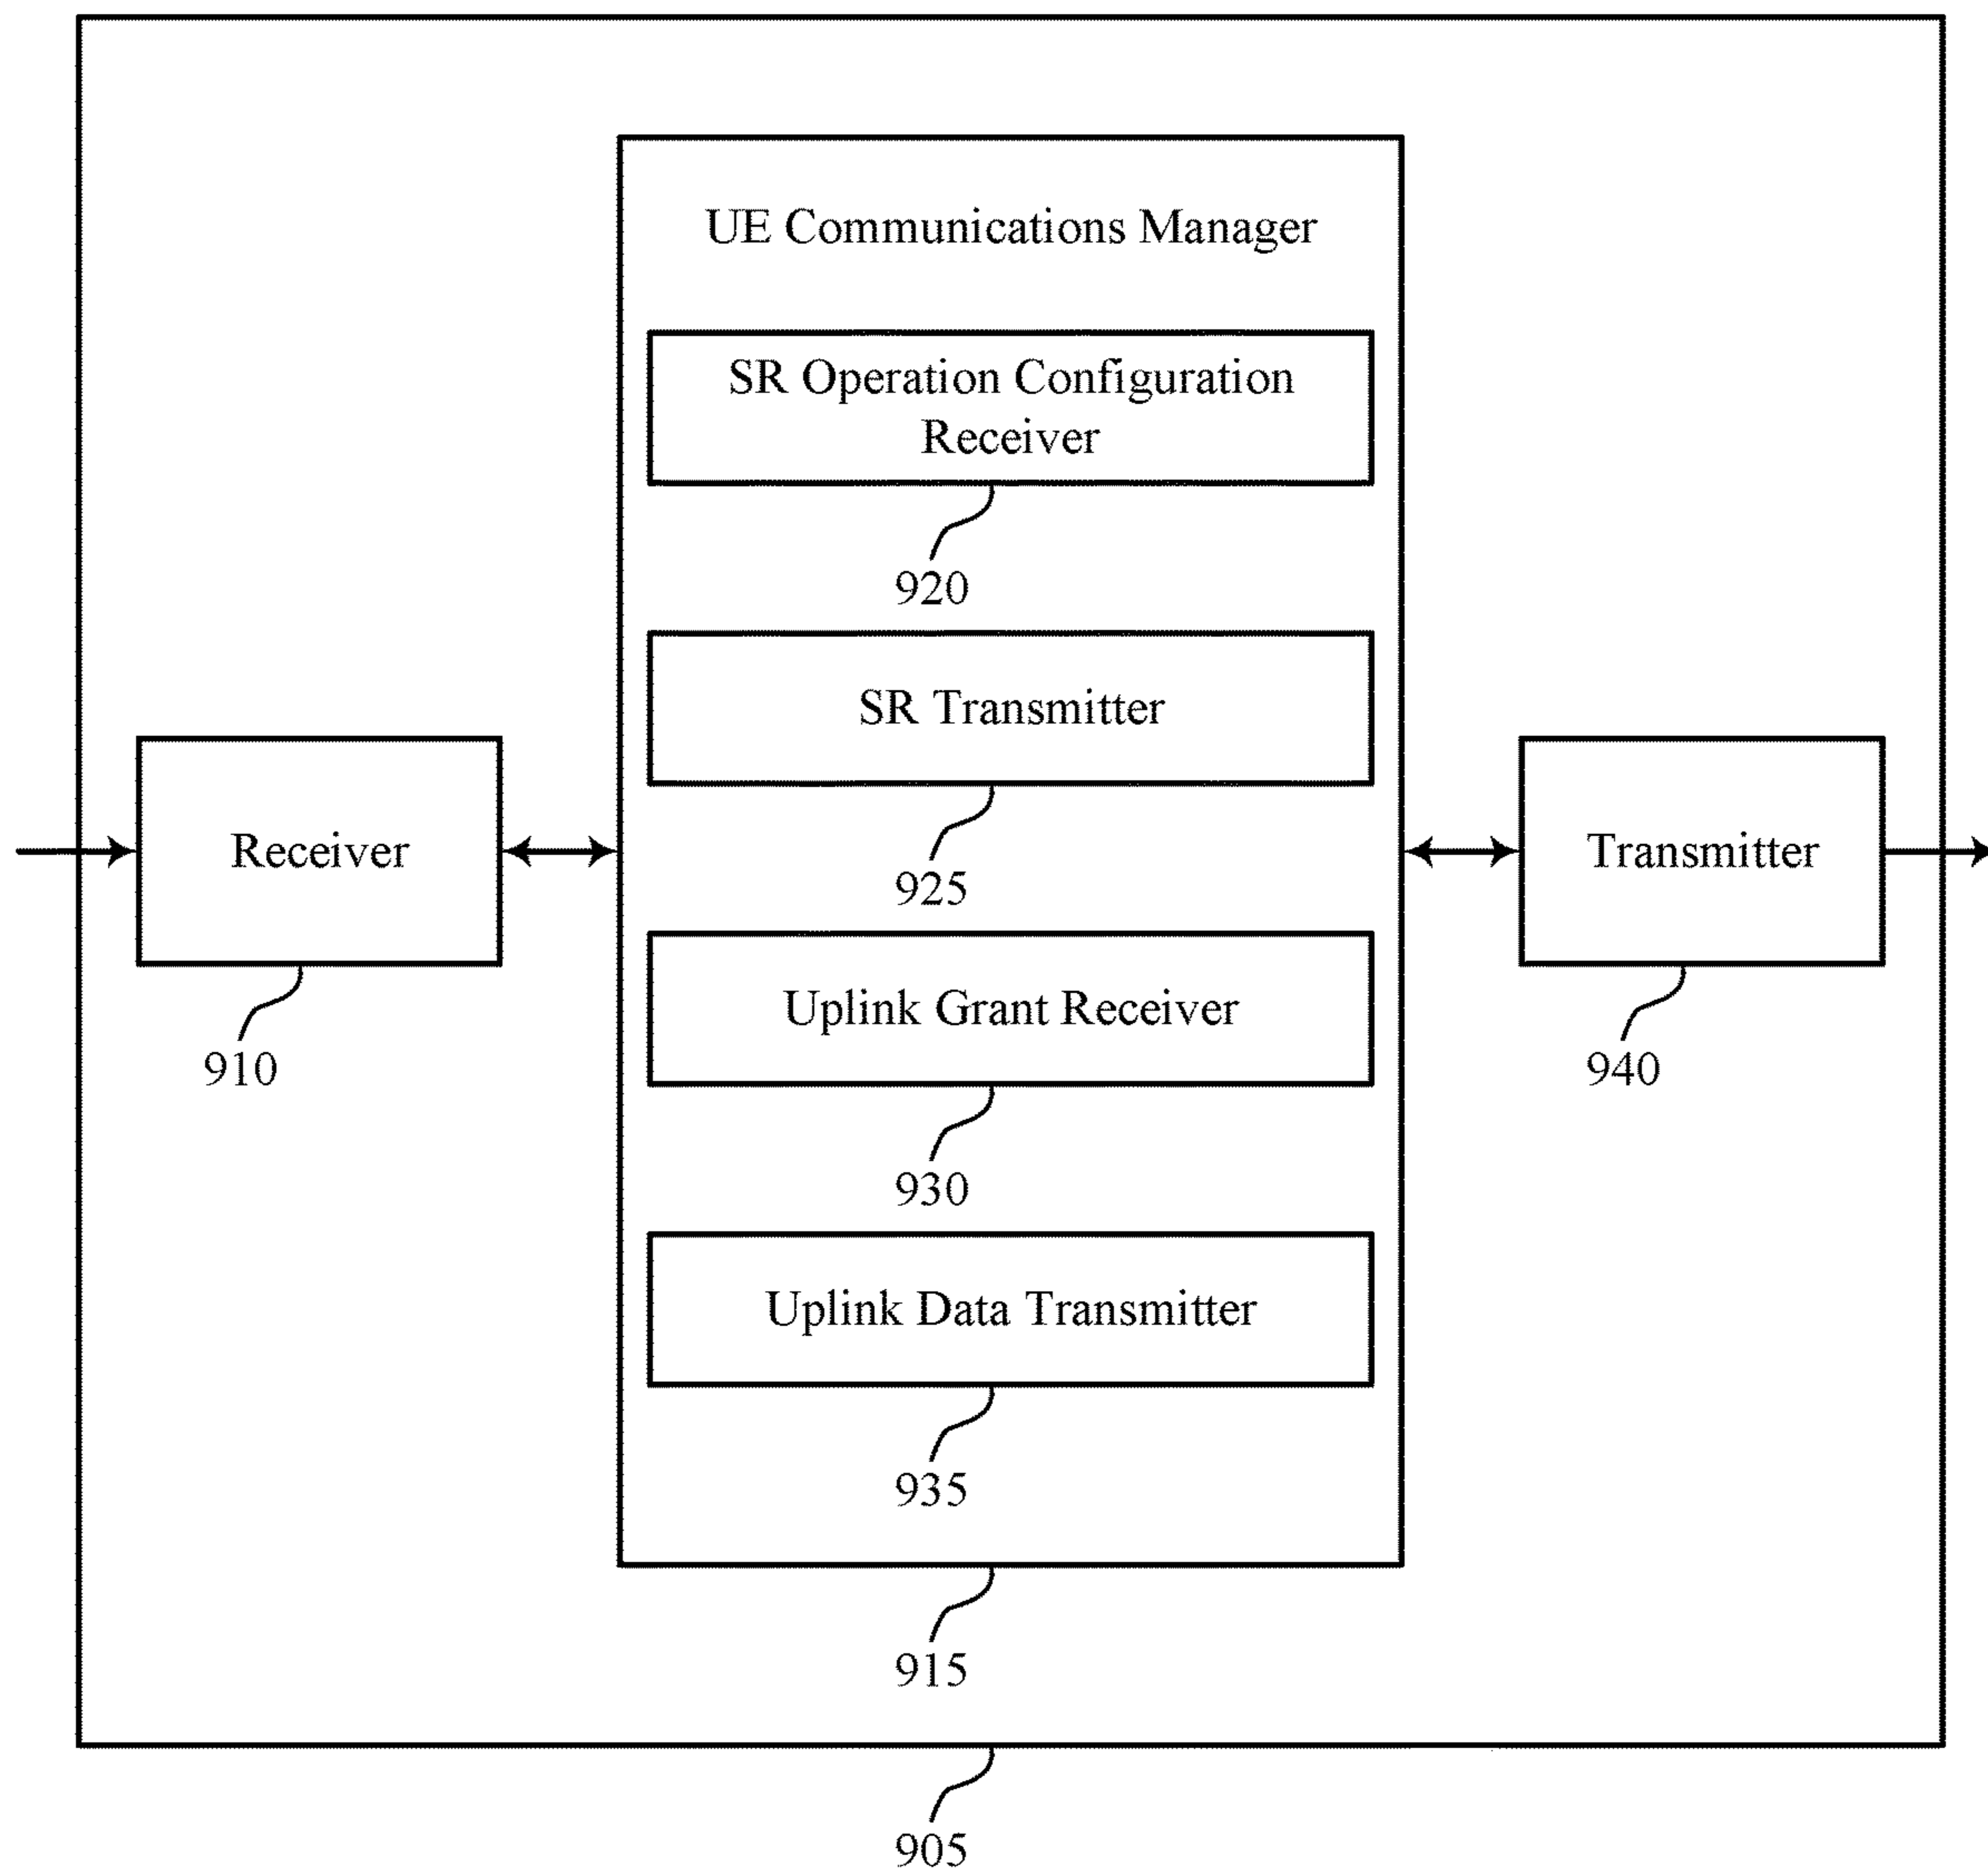 UE Communications Manager
SR Operation Configuration
Receiver
920
SR Transmitter
925
Receiver
910
Transmitter
940
Uplink Grant Receiver
930
Uplink Data Transmitter
935
915
905